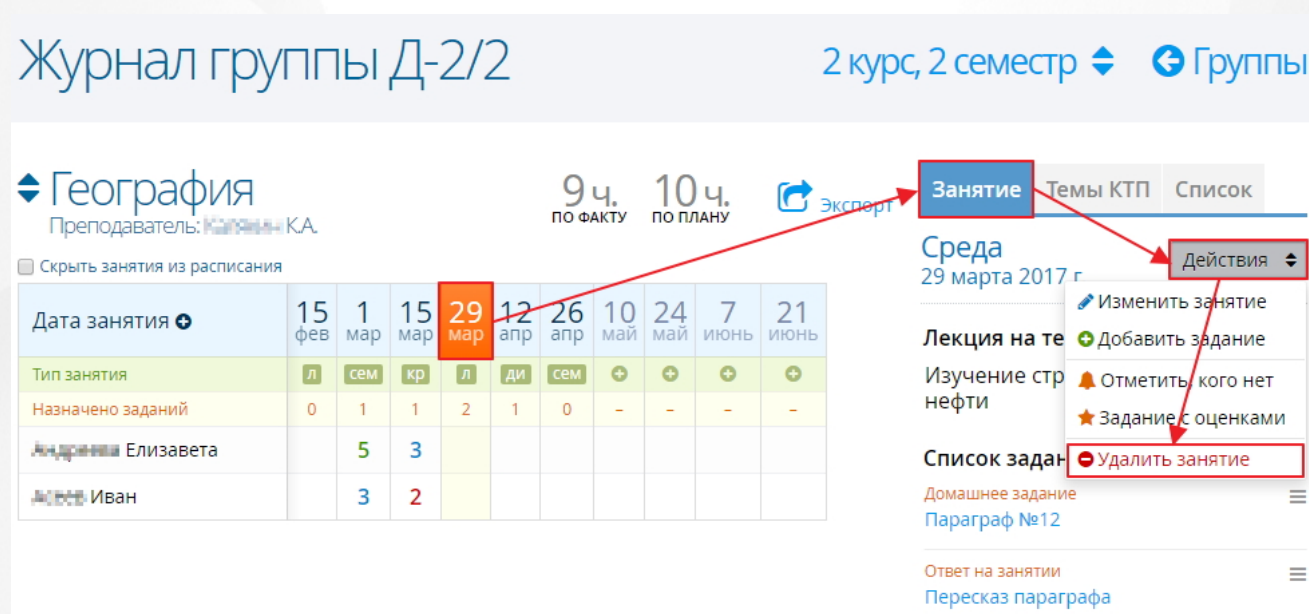 Журнал группы Д-2/2
2 курс, 2 семестр
Группы
География
Преподаватель: К.А.
9 ч.
ПО ФАКТУ
10 ч.
ПО ПЛАНУ
Экспорт
Скрыть занятия из расписания
Дата занятия 15 фев 1 мар 15 мар 29 мар 12 апр 26 апр 10 май 24 май 7 июнь 21 июнь
Тип занятия л сем кр л ди сем
Назначено заданий 0 1 1 2 1 0 – – – –
Елизавета 5 3
Иван 3 2
Занятие Темы КТП Список
Среда
29 марта 2017 г
Действия
Изменить занятие
Добавить задание
Отметить, кого нет
Задание с оценками
Удалить занятие
Лекция на те
Изучение стр
нефти
Список задан
Домашнее задание
Параграф №12
Ответ на занятии
Пересказ параграфа